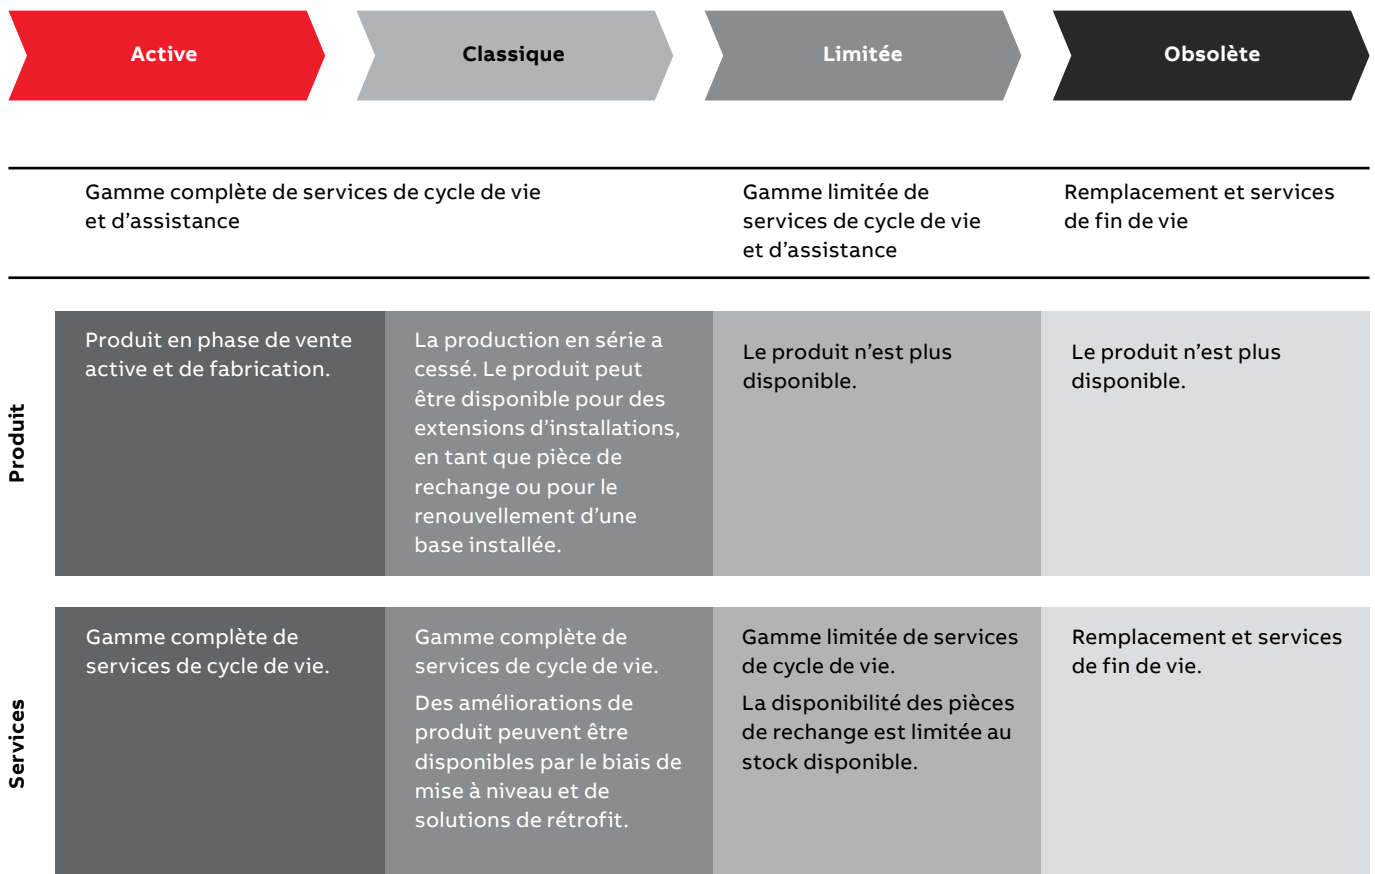 Active
Classique
Limitée
Obsolète
Gamme complète de services de cycle de vie
et d’assistance
Gamme limitée de
services de cycle de vie
et d’assistance
Remplacement et services
de fin de vie
Produit
Produit en phase de vente
active et de fabrication.
La production en série a
cessé. Le produit peut
être disponible pour des
extensions d’installations,
en tant que pièce de
rechange ou pour le
renouvellement d’une
base installée.
Le produit n’est plus
disponible.
Le produit n’est plus
disponible.
Services
Gamme complète de
services de cycle de vie.
Gamme complète de
services de cycle de vie.
Des améliorations de
produit peuvent être
disponibles par le biais de
mise à niveau et de
solutions de rétrofit.
Gamme limitée de services
de cycle de vie.
La disponibilité des pièces
de rechange est limitée au
stock disponible.
Remplacement et services
de fin de vie.